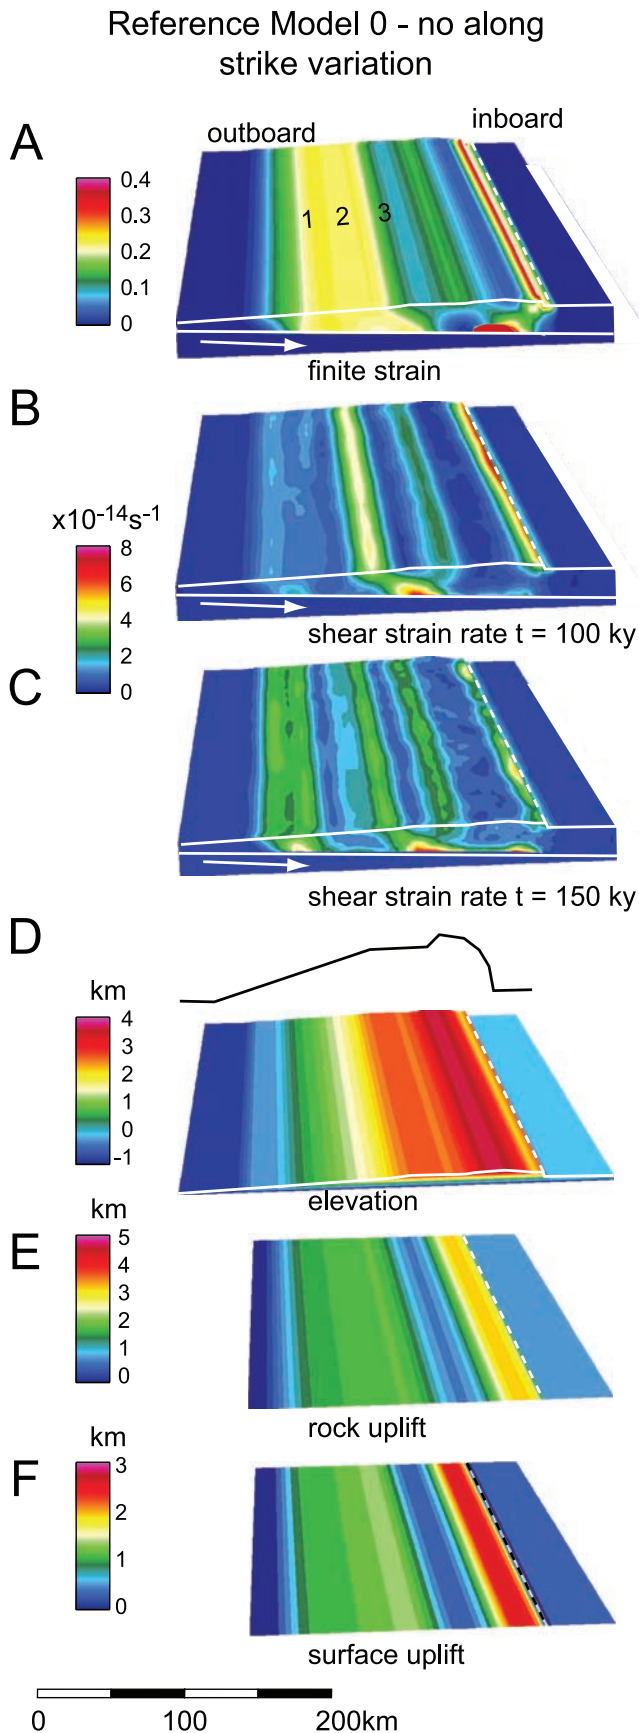 Reference Model 0 - no along
strike variation
A
outboard
inboard
0.4
0.3
0.2
0.1
0
1 2 3
finite strain
B
x10⁻¹⁴s⁻¹
8
6
4
2
0
shear strain rate t = 100 ky
C
shear strain rate t = 150 ky
D
km
4
3
2
1
0
-1
elevation
E
km
5
4
3
2
1
0
rock uplift
F
km
3
2
1
0
surface uplift
0 100 200km